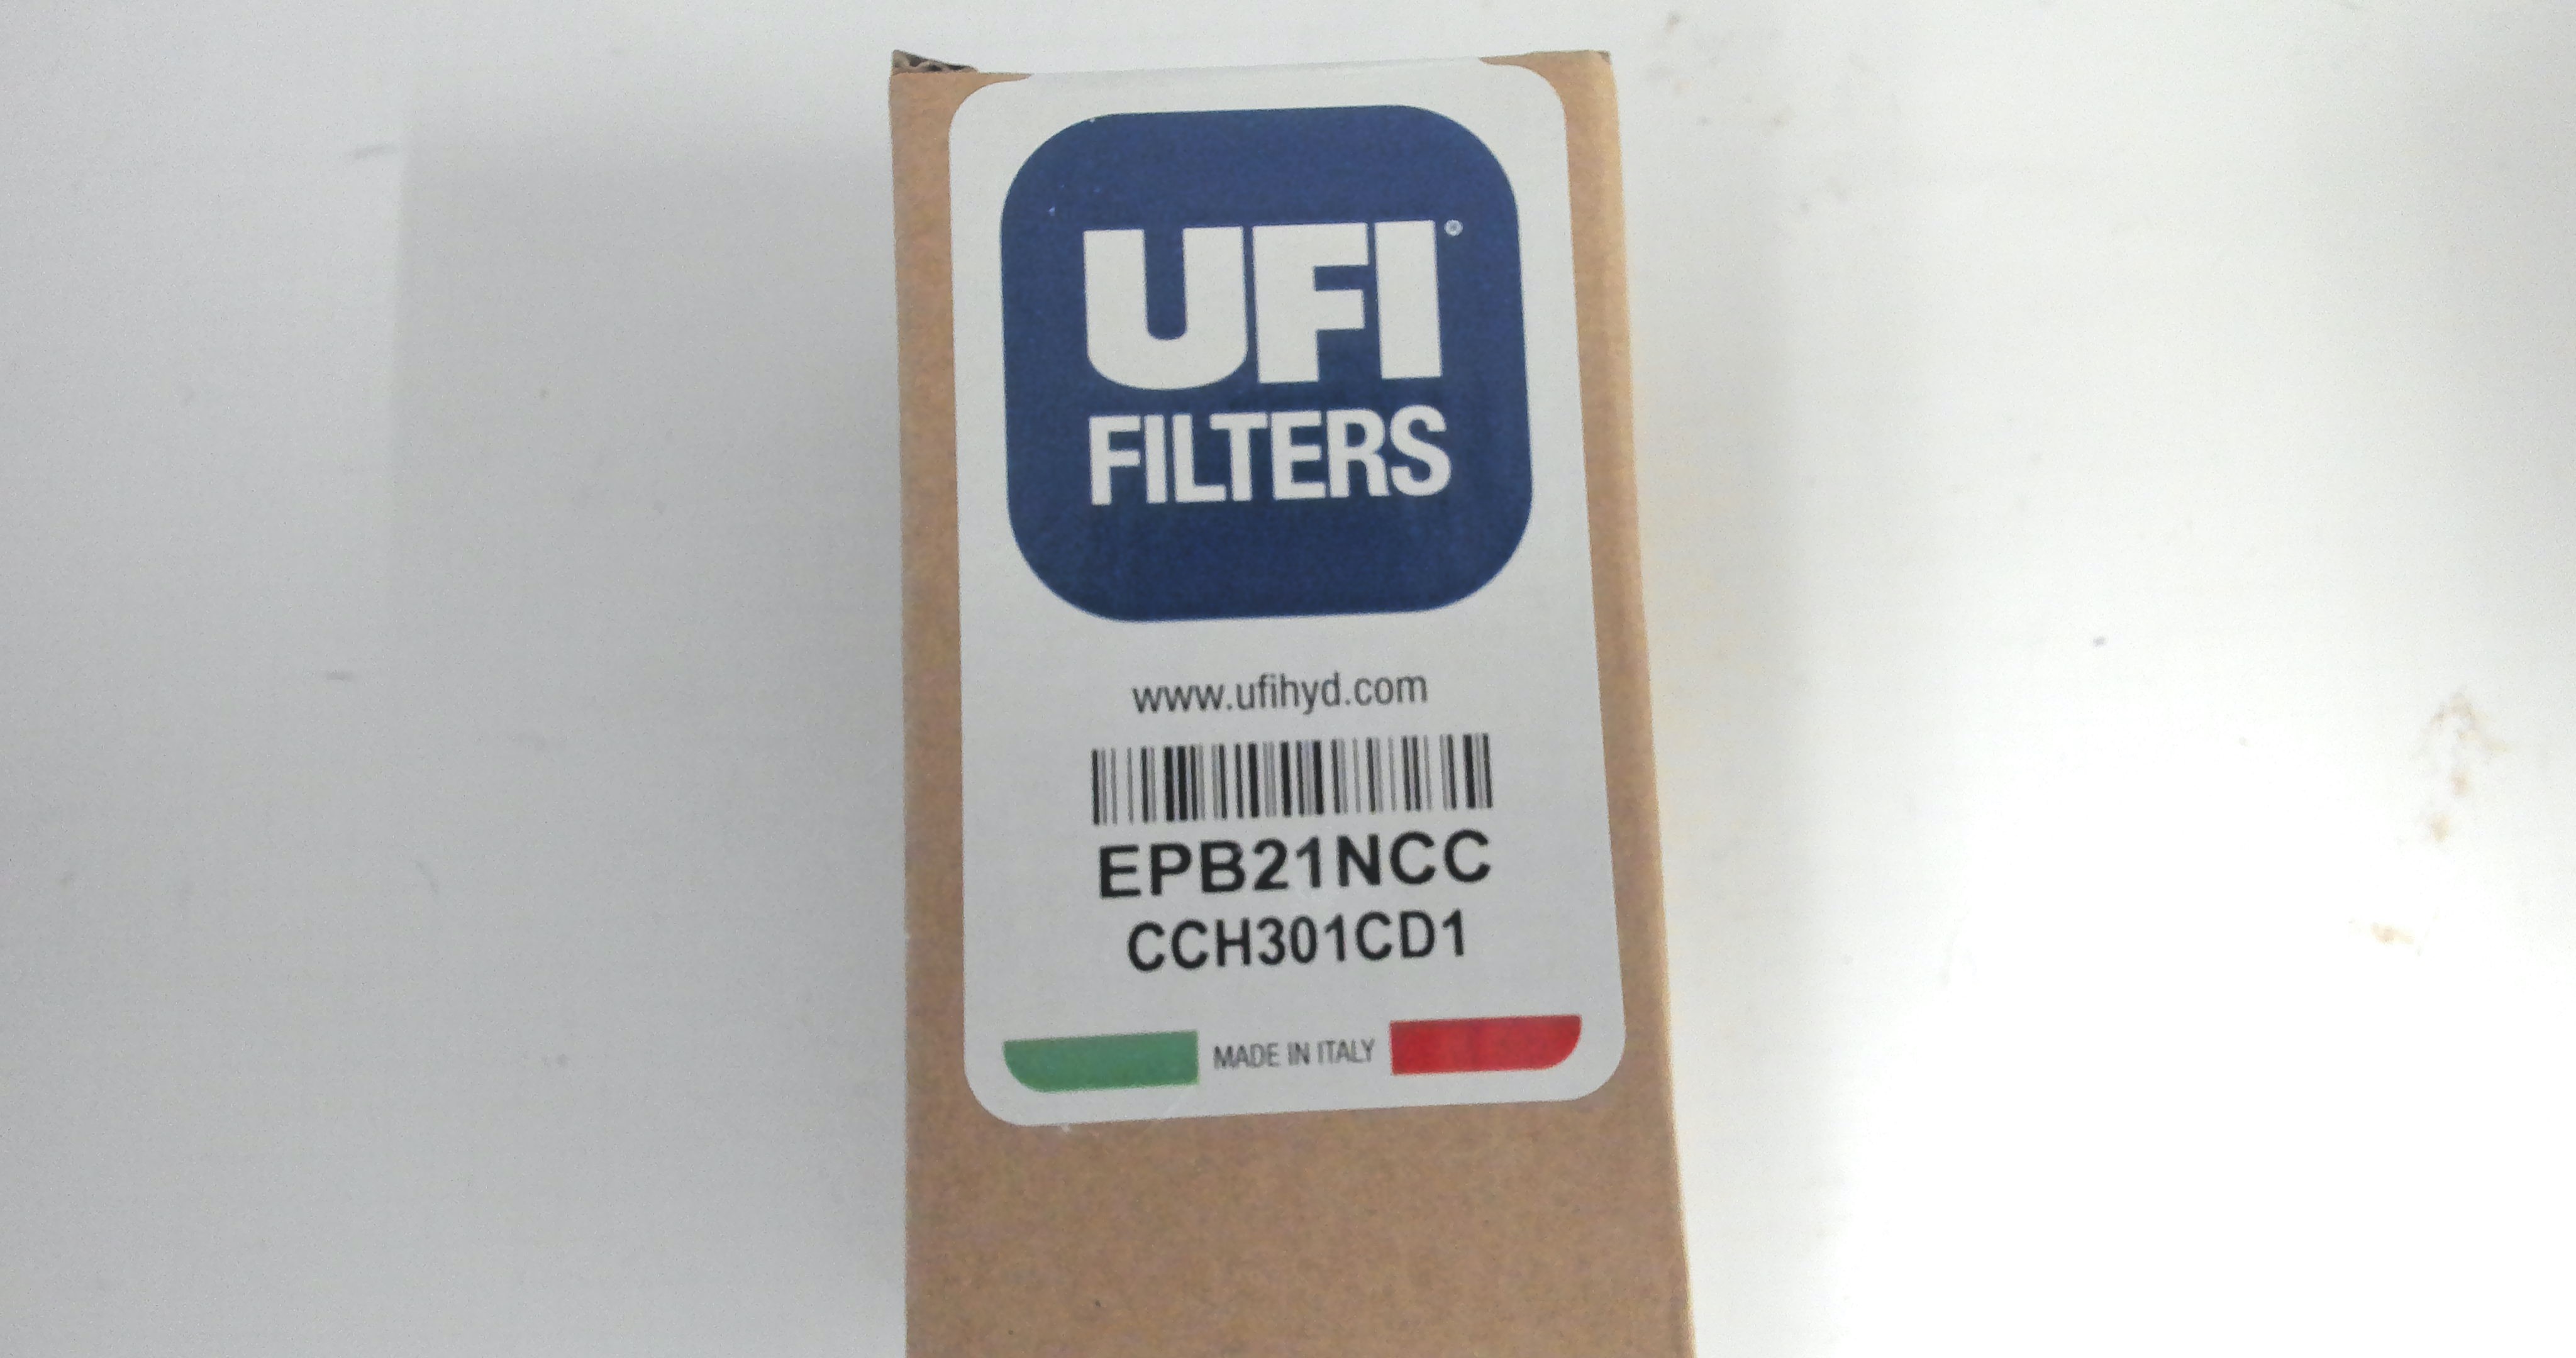 UFI®
FILTERS
www.ufihyd.com
EPB21NCC
CCH301CD1
MADE IN ITALY